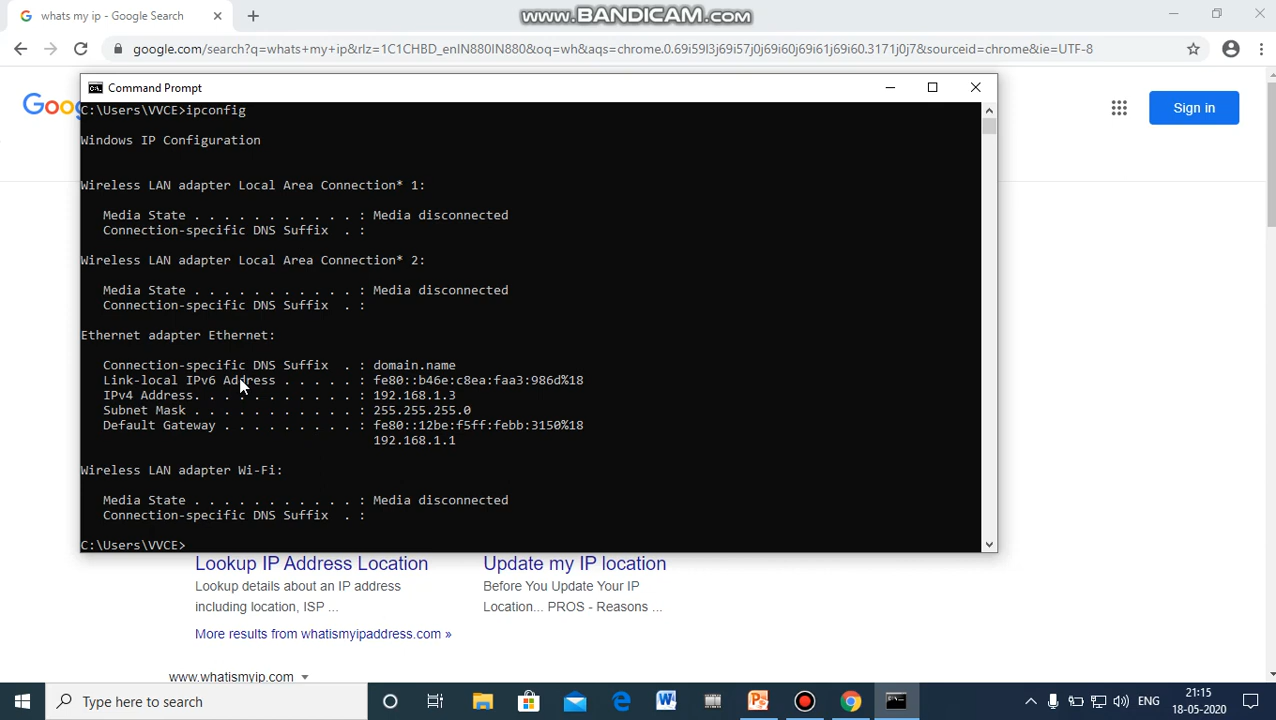 whats my ip - Google Search
www.BANDICAM.com
google.com/search?q=whats+my+ip&rlz=1C1CHBD_enIN880IN880&oq=wh&aqs=chrome.0.69i59l3j69i57j0j69i60j69i61j69i60.3171j0j7&sourceid=chrome&ie=UTF-8
Command Prompt
Sign in
C:\Users\VVCE>ipconfig
Windows IP Configuration
Wireless LAN adapter Local Area Connection* 1:
Media State . . . . . . . . . . . : Media disconnected
Connection-specific DNS Suffix  . :
Wireless LAN adapter Local Area Connection* 2:
Media State . . . . . . . . . . . : Media disconnected
Connection-specific DNS Suffix  . :
Ethernet adapter Ethernet:
Connection-specific DNS Suffix  . : domain.name
Link-local IPv6 Address . . . . . : fe80::b46e:c8ea:faa3:986d%18
IPv4 Address. . . . . . . . . . . : 192.168.1.3
Subnet Mask . . . . . . . . . . . : 255.255.255.0
Default Gateway . . . . . . . . . : fe80::12be:f5ff:febb:3150%18
192.168.1.1
Wireless LAN adapter Wi-Fi:
Media State . . . . . . . . . . . : Media disconnected
Connection-specific DNS Suffix  . :
C:\Users\VVCE>
Lookup IP Address Location
Lookup details about an IP address
including location, ISP ...
Update my IP location
Before You Update Your IP
Location... PROS - Reasons ...
More results from whatismyipaddress.com »
www.whatismyip.com
Type here to search
ENG
21:15
18-05-2020